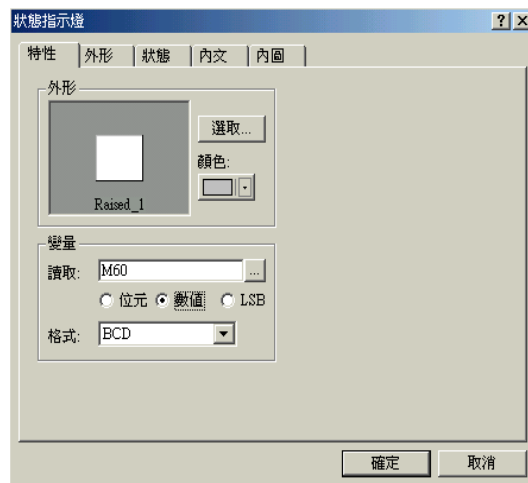 狀態指示燈
特性 外形 狀態 內文 內圖
外形
選取...
顏色:
Raised_1
變量
讀取: M60 ...
位元 數值 LSB
格式: BCD
確定 取消